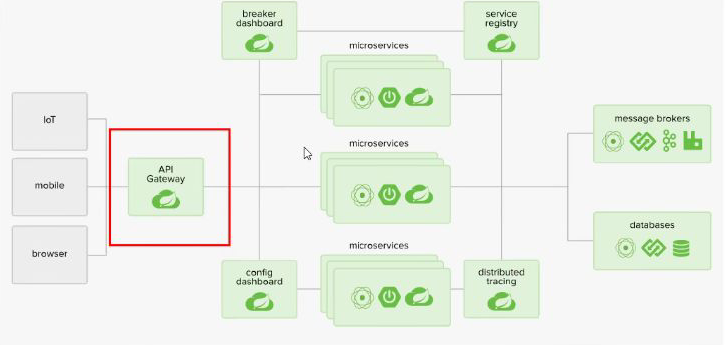 breaker
dashboard
service
registry
microservices
IoT
mobile
browser
API
Gateway
microservices
message brokers
databases
microservices
config
dashboard
distributed
tracing